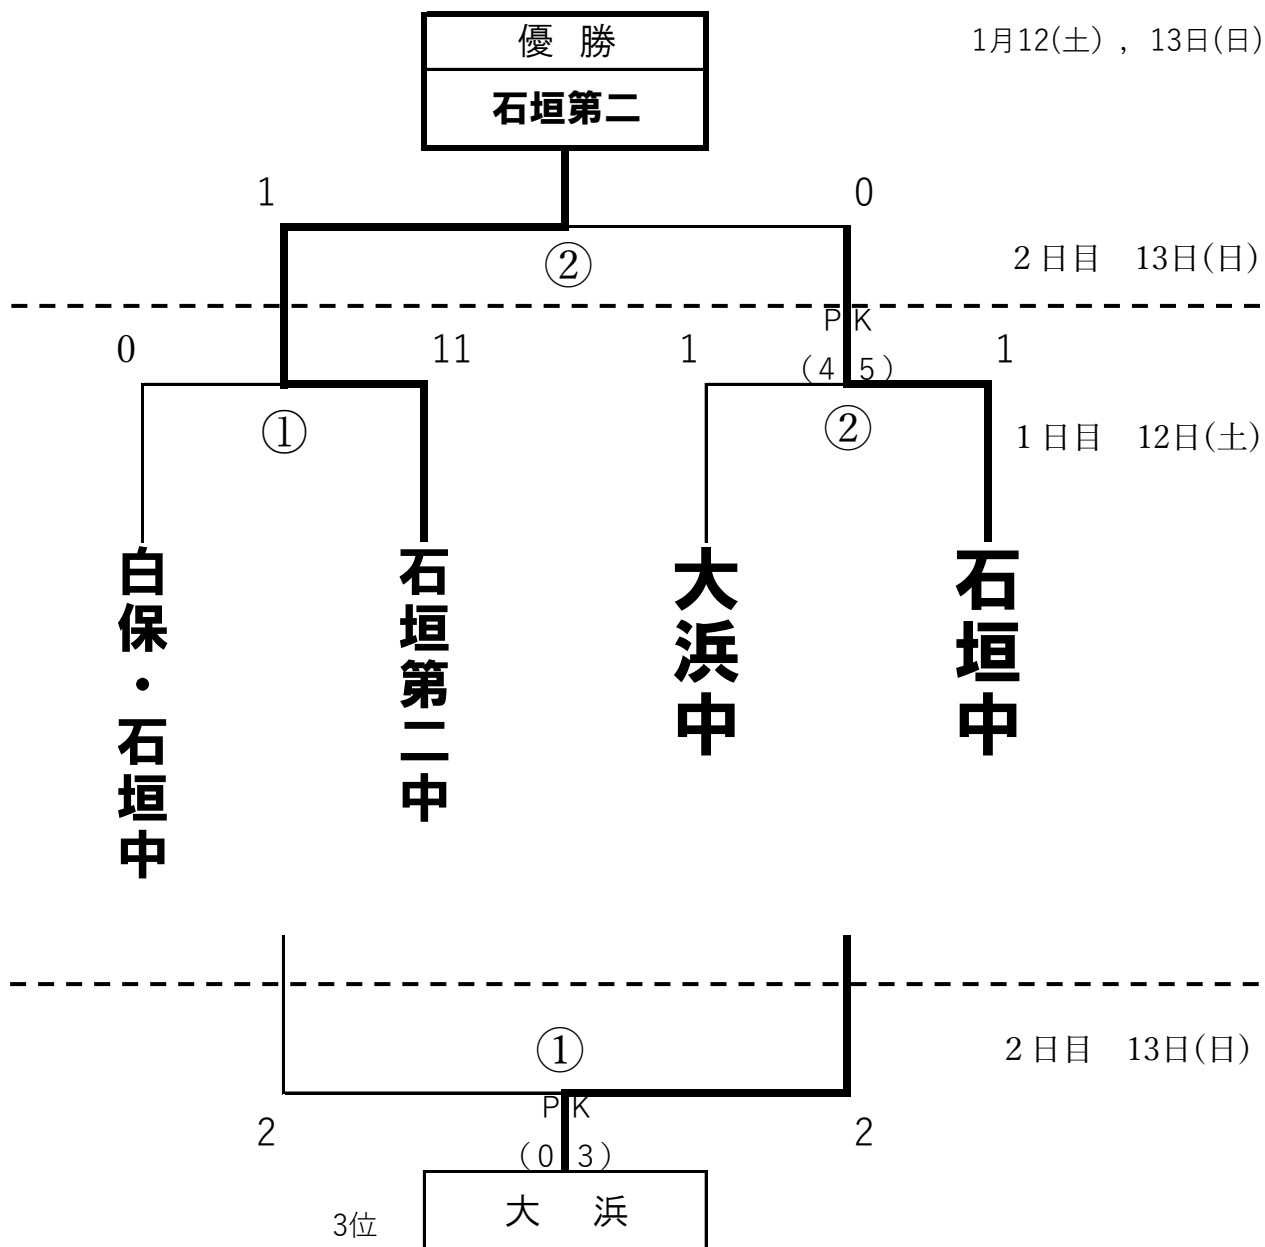 優 勝
1月12(土) , 13日(日)
石垣第二
1
0
②
2日目 13日(日)
PK
0
11
1
(4 5)
1
①
②
1日目 12日(土)
白保・石垣中
石垣第二中
大浜中
石垣中
①
2日目 13日(日)
PK
2
2
(0 3)
大 浜
3位